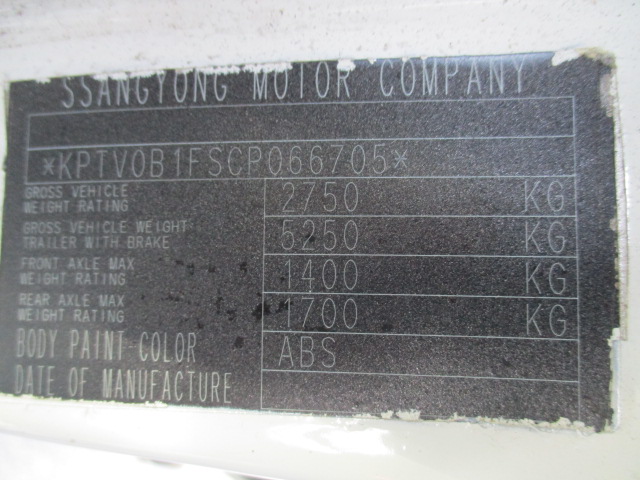 SSANGYONG MOTOR COMPANY
*KPTV0B1FSCP066705*
GROSS VEHICLE WEIGHT RATING 2750 KG
GROSS VEHICLE WEIGHT TRAILER WITH BRAKE 5250 KG
FRONT AXLE MAX WEIGHT RATING 1400 KG
REAR AXLE MAX WEIGHT RATING 1700 KG
BODY PAINT-COLOR ABS
DATE OF MANUFACTURE